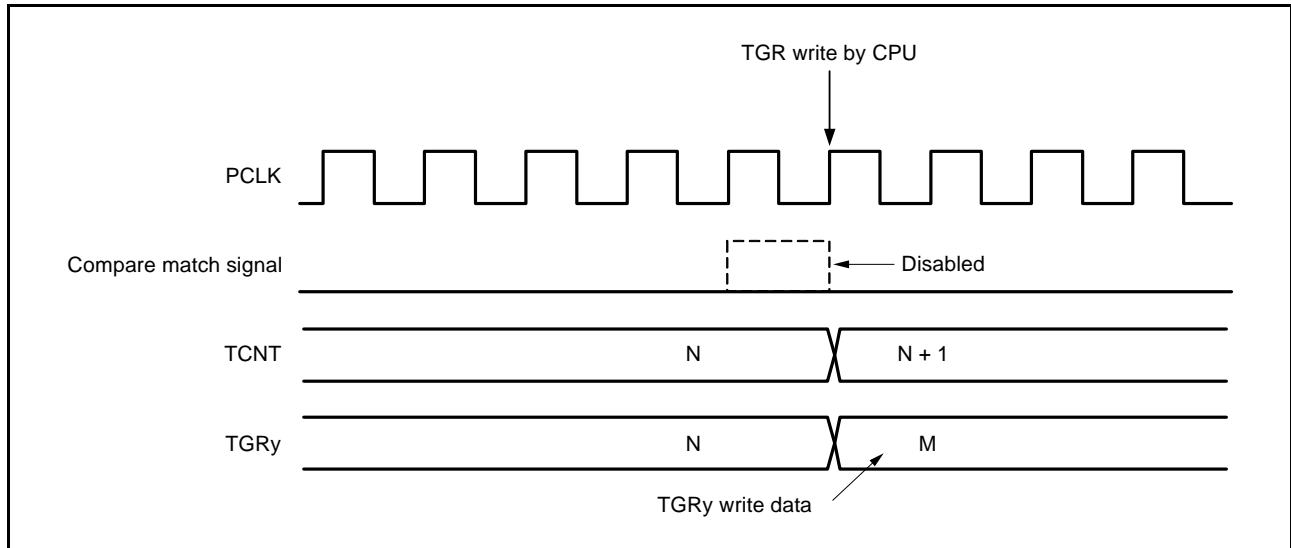 TGR write by CPU
PCLK
Compare match signal
Disabled
TCNT
N
N + 1
TGRy
N
M
TGRy write data